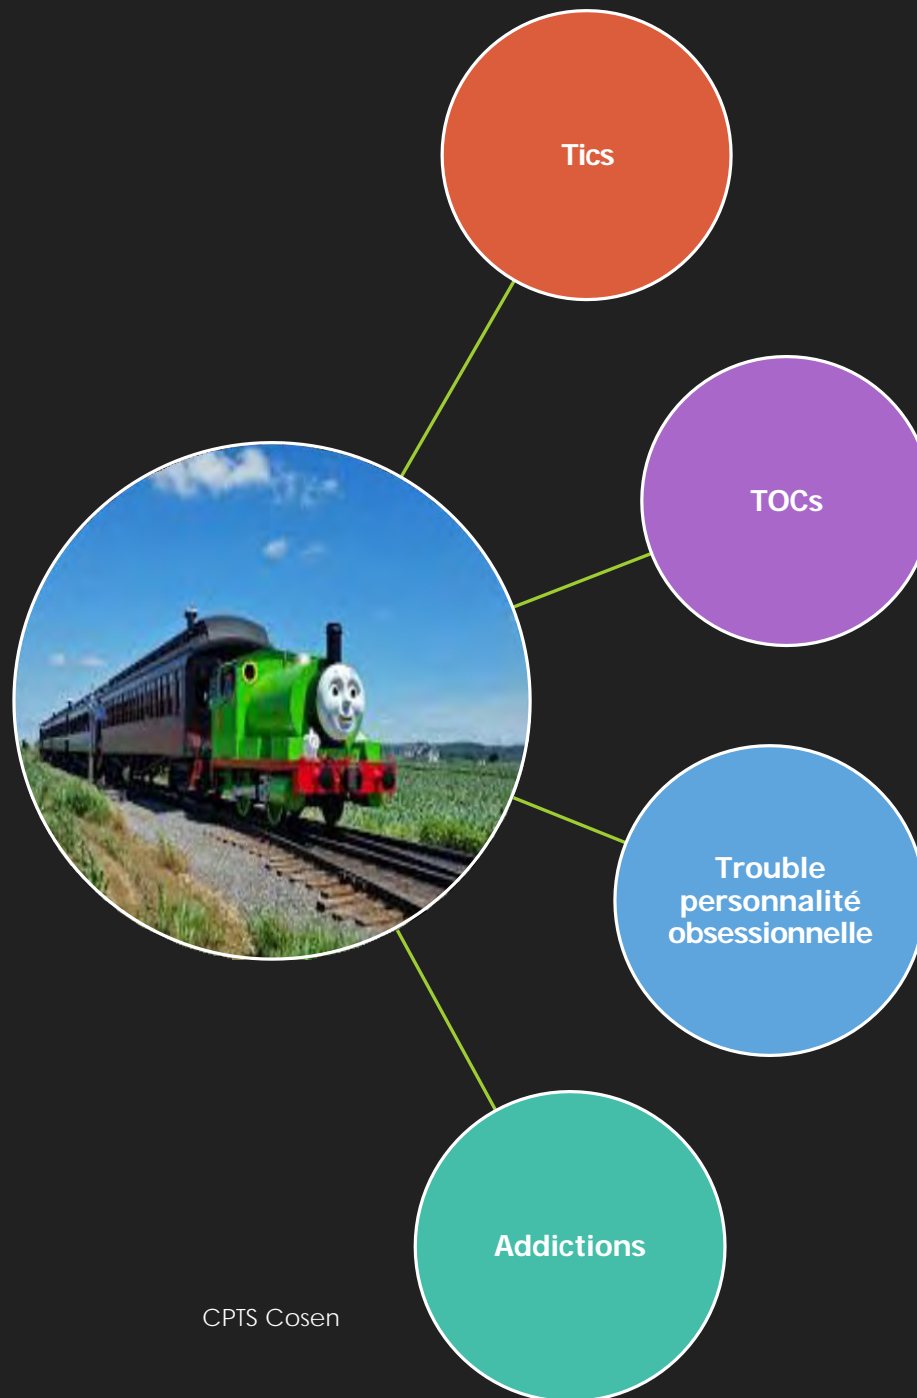 Tics
TOCs
Trouble
personnalité
obsessionnelle
Addictions
CPTS Cosen